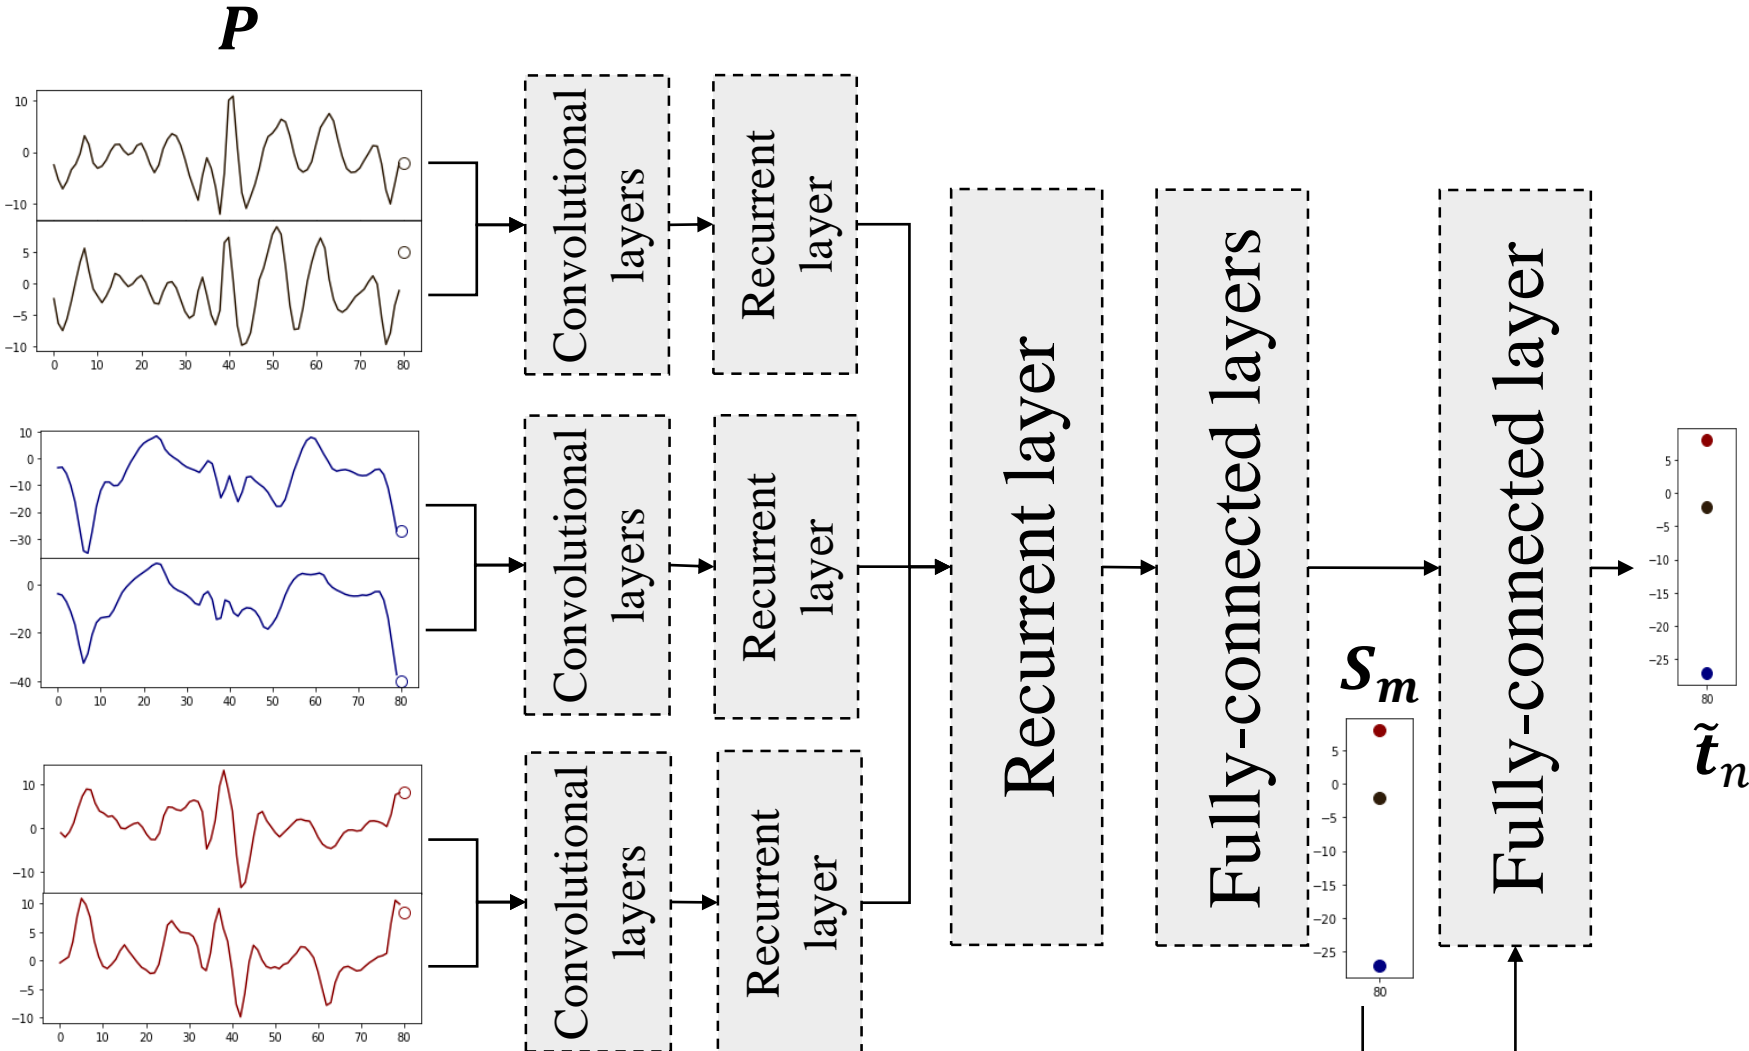 P
10
0
−10
5
0
−5
−10
0 10 20 30 40 50 60 70 80
Convolutional
layers
Recurrent
layer
10
0
−10
−20
−30
0
−20
−40
0 10 20 30 40 50 60 70 80
Convolutional
layers
Recurrent
layer
10
0
−10
10
5
0
−5
−10
0 10 20 30 40 50 60 70 80
Convolutional
layers
Recurrent
layer
Recurrent layer
Fully-connected layers
S_m
5
0
−5
−10
−15
−20
−25
80
Fully-connected layer
5
0
−5
−10
−15
−20
−25
80
t̃_n